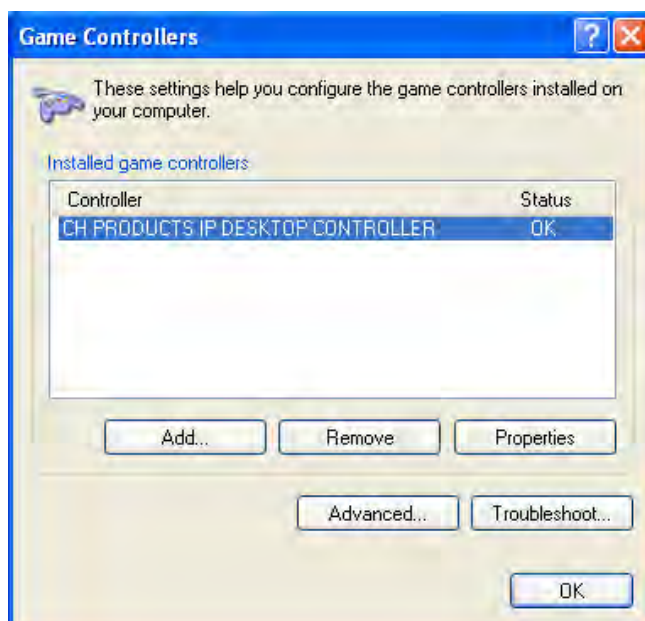 Game Controllers
These settings help you configure the game controllers installed on
your computer.
Installed game controllers
Controller Status
CH PRODUCTS IP DESKTOP CONTROLLER OK
Add... Remove Properties
Advanced... Troubleshoot...
OK